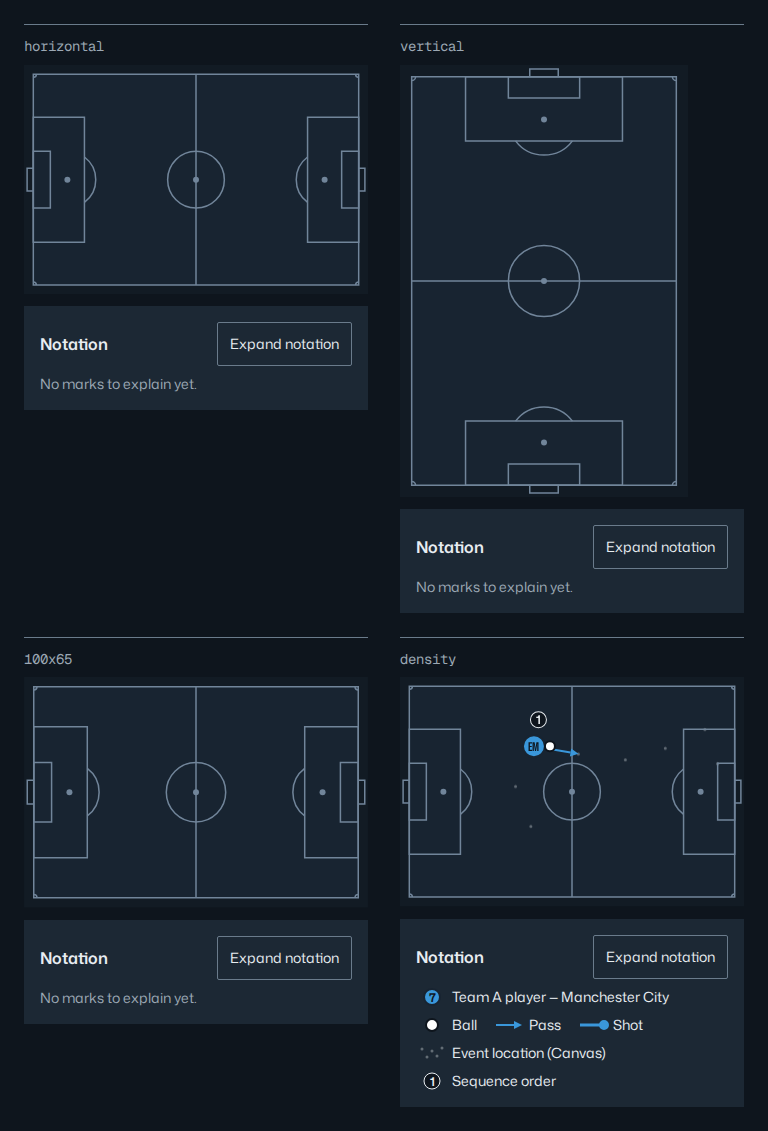 horizontal
Notation
Expand notation
No marks to explain yet.
vertical
Notation
Expand notation
No marks to explain yet.
100x65
Notation
Expand notation
No marks to explain yet.
density
1
EM
Notation
Expand notation
7 Team A player – Manchester City
Ball Pass Shot
Event location (Canvas)
1 Sequence order